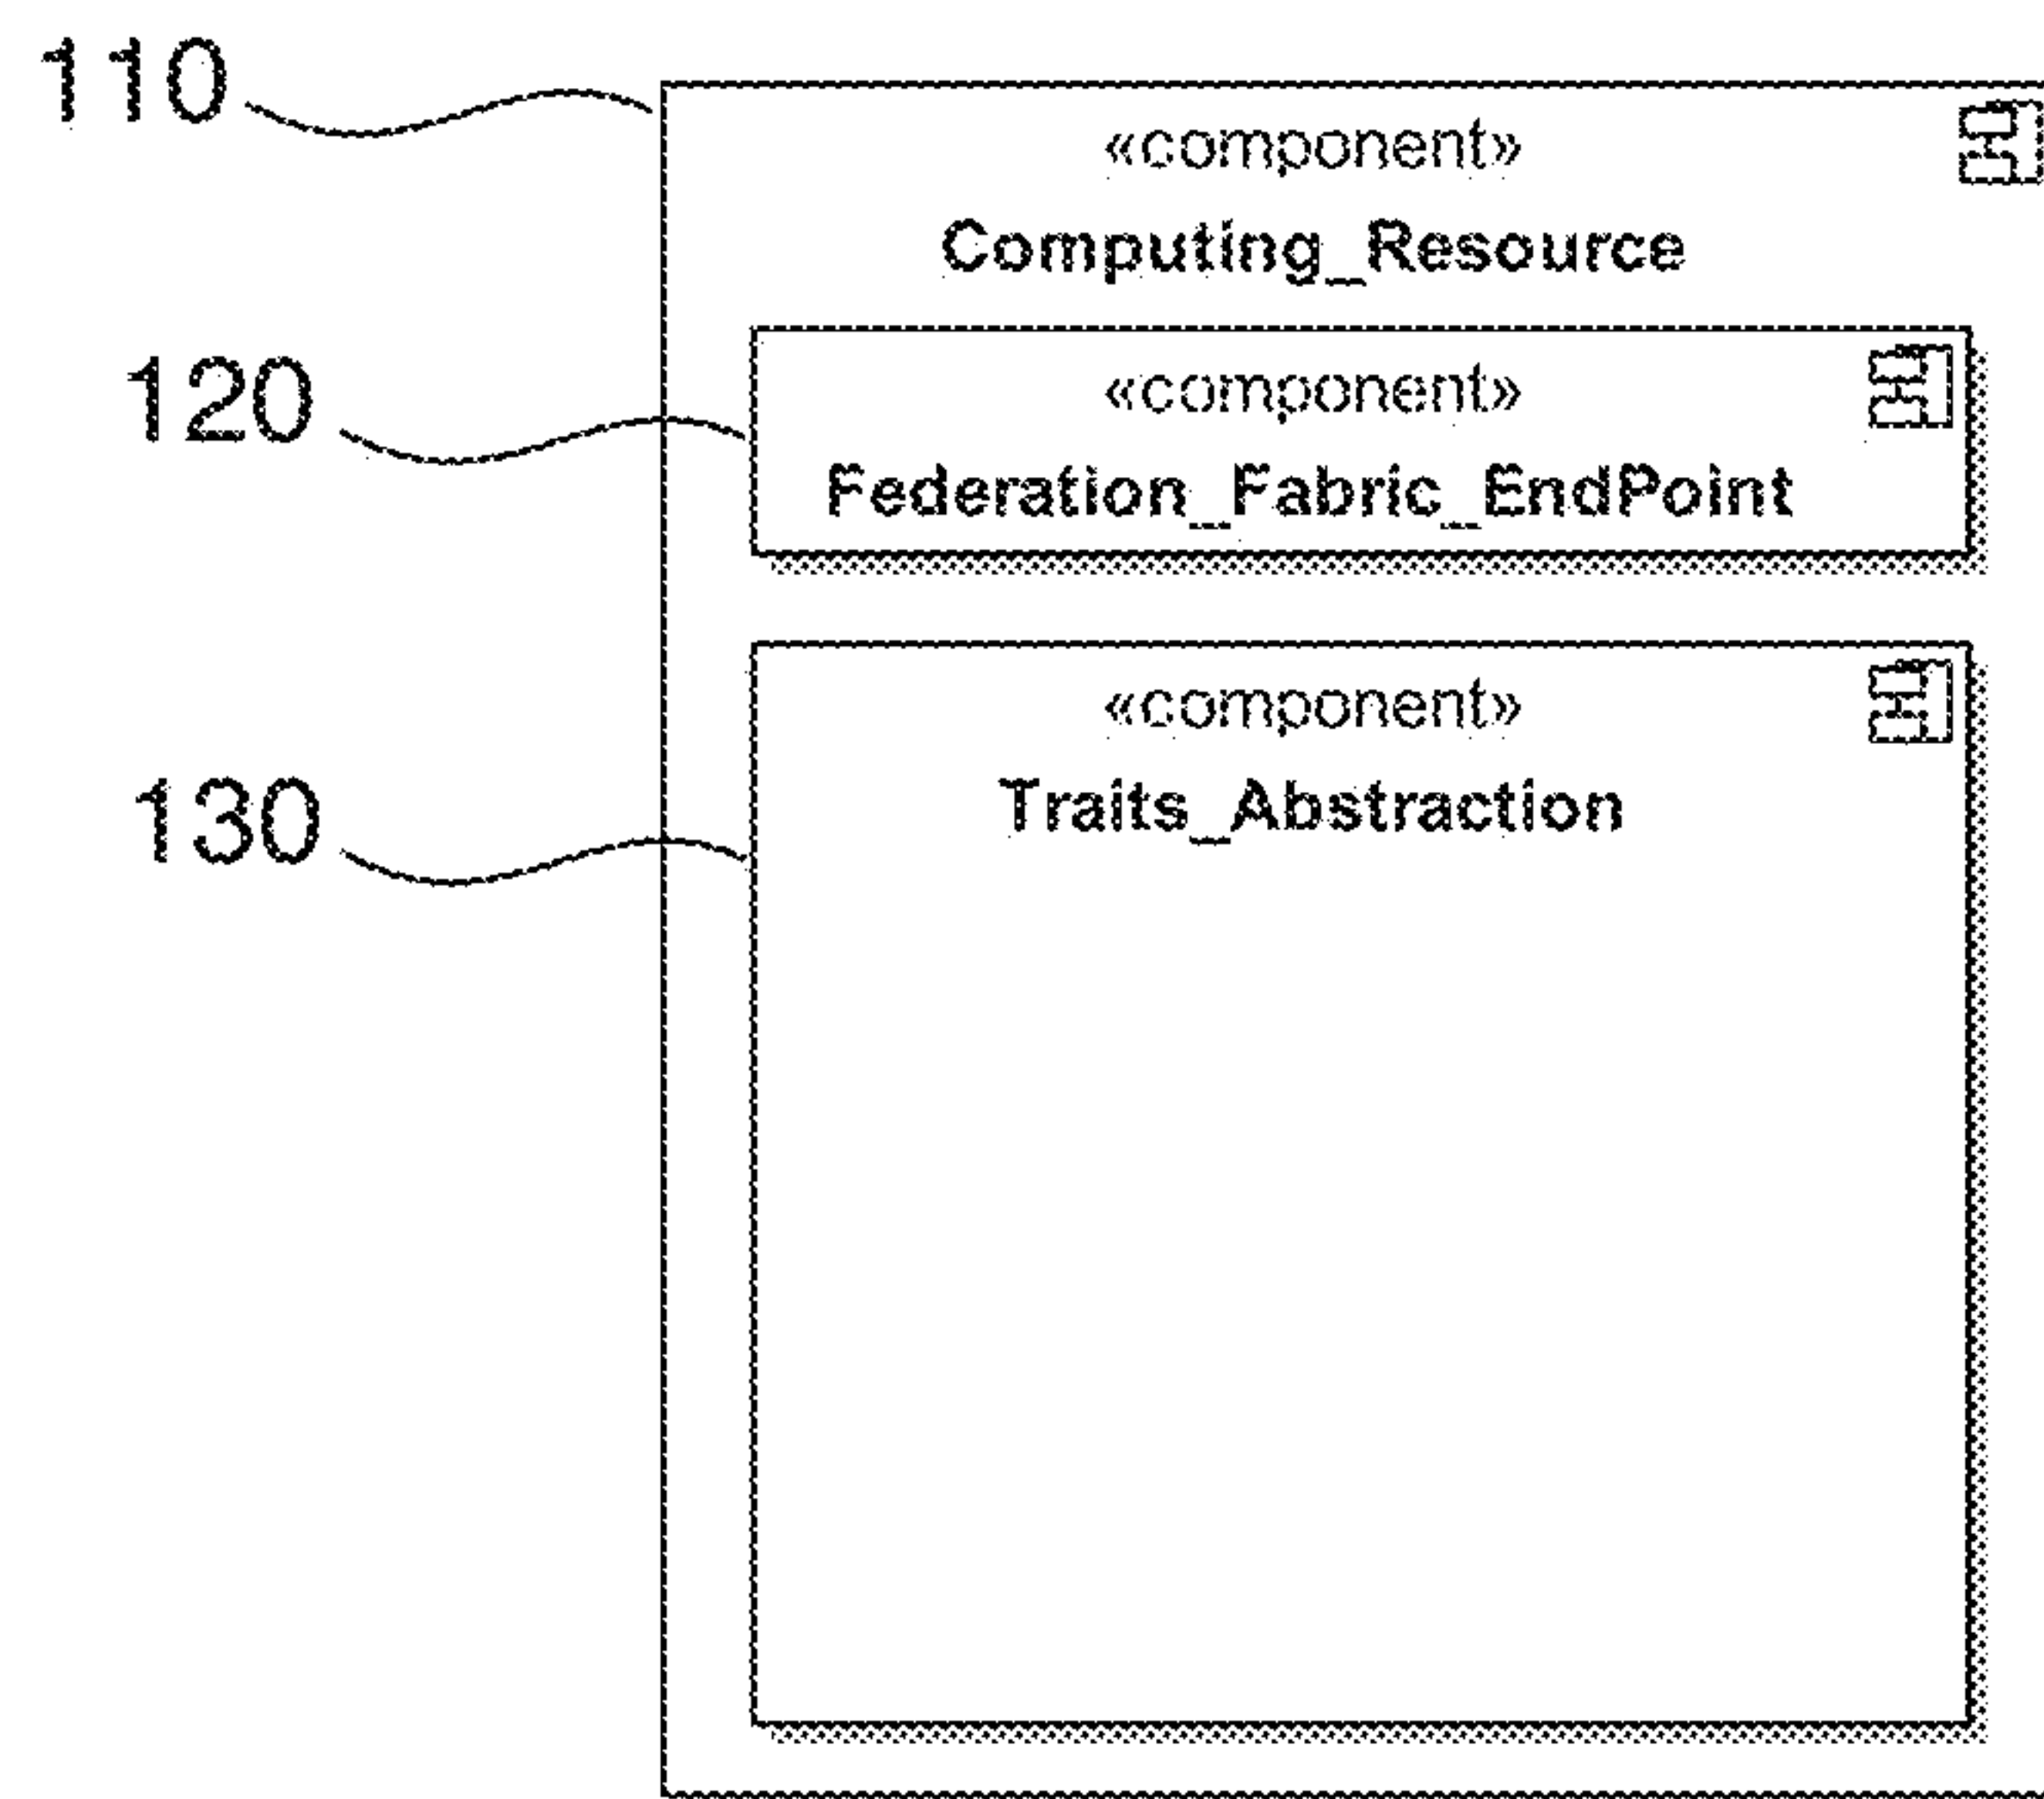 110
«component»
Computing_Resource
120
«component»
Federation_Fabric_EndPoint
130
«component»
Traits_Abstraction